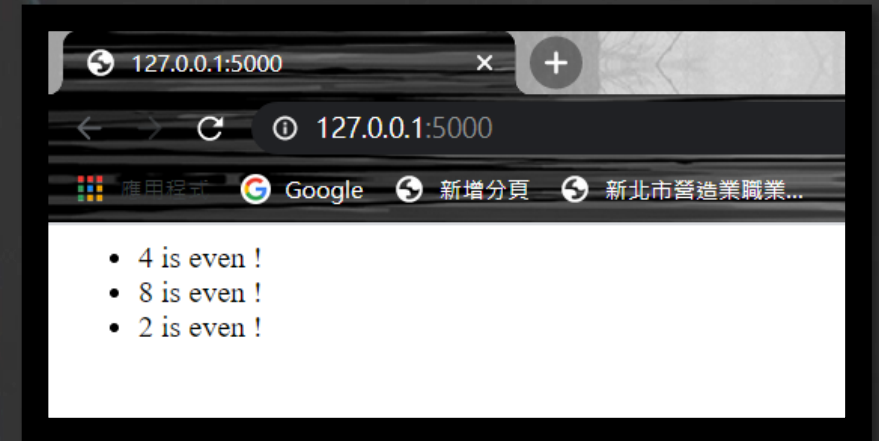 127.0.0.1:5000
127.0.0.1:5000
應用程式 Google 新增分頁 新北市營造業職業...
4 is even !
8 is even !
2 is even !